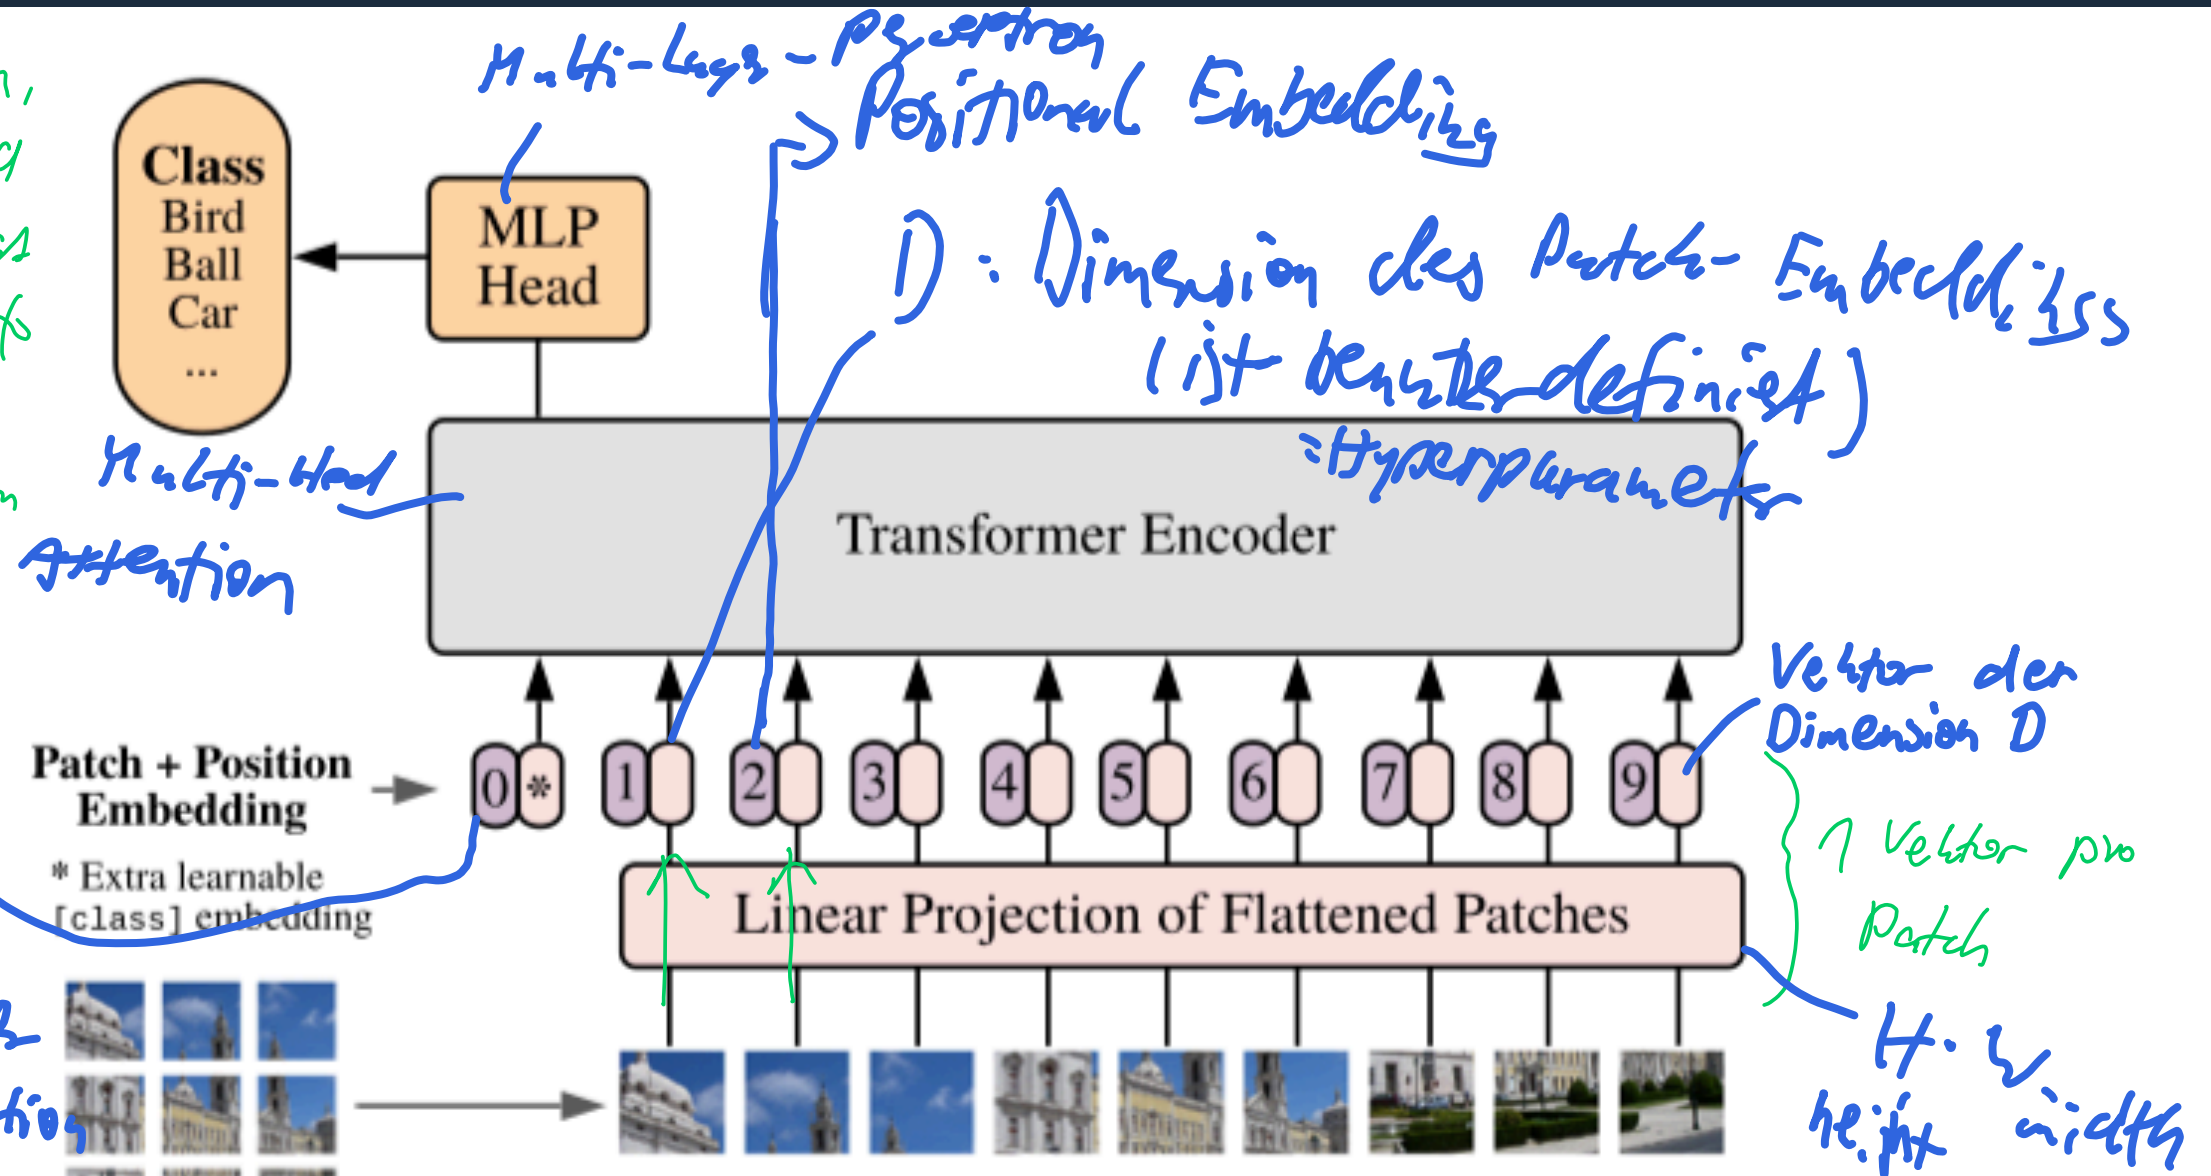 Multi-Layer-Perceptron
Positional Embedding
Class
Bird
Ball
Car
...
MLP
Head
D: Dimension des Patch-Embeddings
(ist benutzerdefiniert)
=Hyperparameter
Multi-Head
Attention
Transformer Encoder
Vektor der
Dimension D
Patch + Position
Embedding
0 * 1 2 3 4 5 6 7 8 9
1 Vektor pro
Patch
* Extra learnable
[class] embedding
Linear Projection of Flattened Patches
H. W
height width